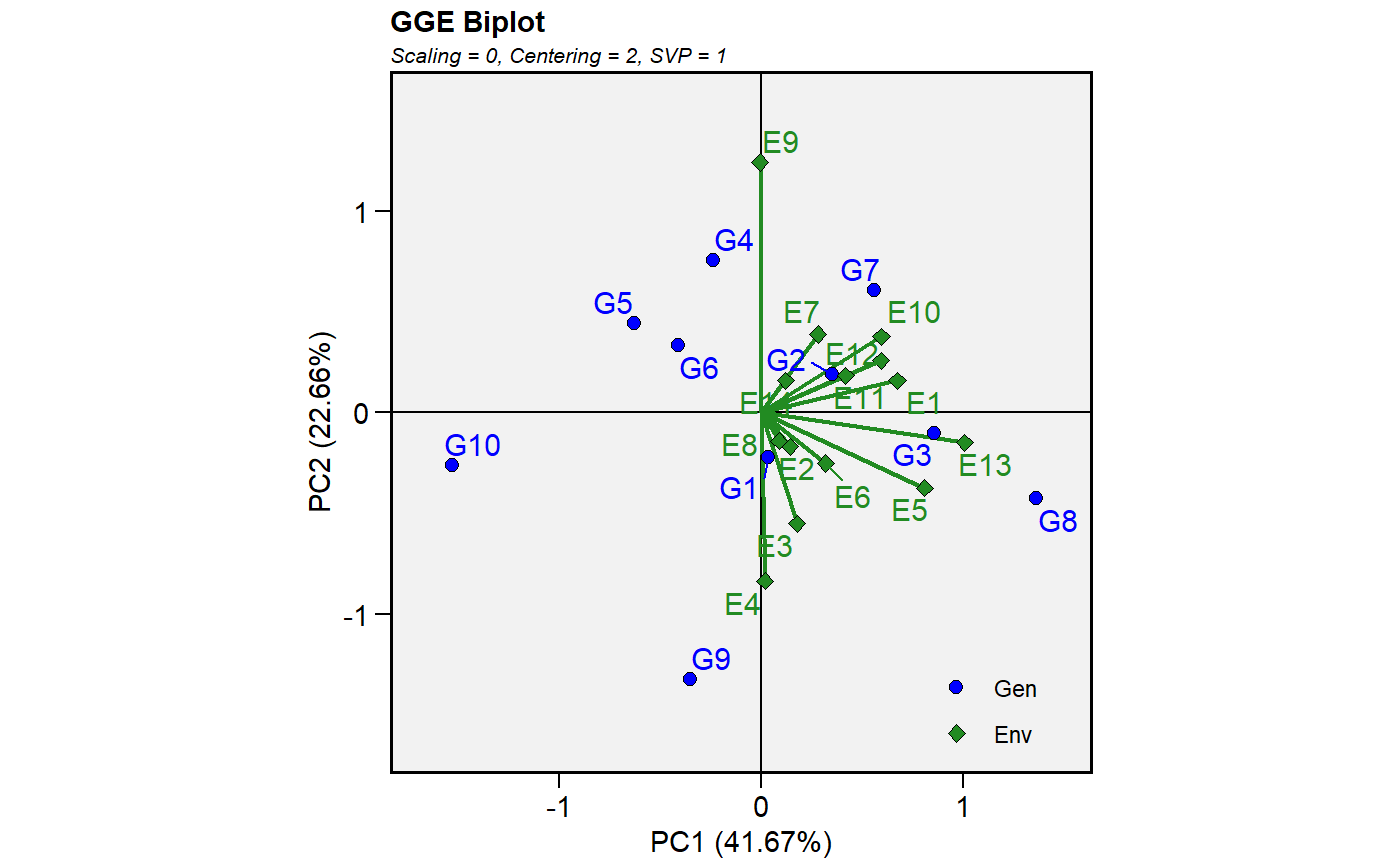 GGE Biplot
Scaling = 0, Centering = 2, SVP = 1
E9
G4
G7
G5
E7
E10
G2
E12
G6
E11
E1
G10
E8
G3
E13
E2
G1
E6
E5
G8
E3
E4
G9
Gen
Env
1
0
-1
PC2 (22.66%)
-1
0
1
PC1 (41.67%)